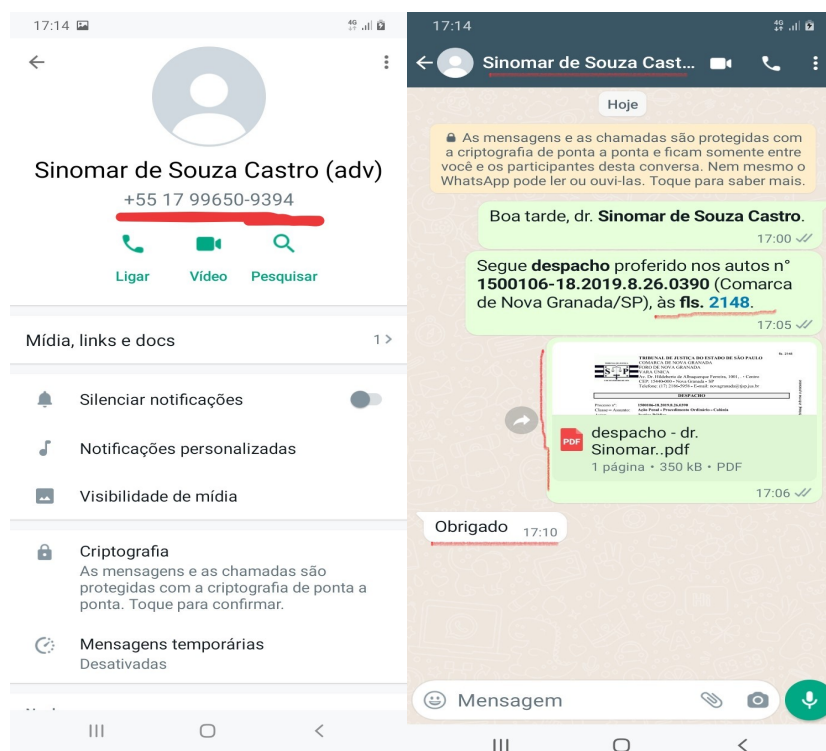 17:14
Sinomar de Souza Castro (adv)
+55 17 99650-9394
Ligar
Vídeo
Pesquisar
Mídia, links e docs
1 >
Silenciar notificações
Notificações personalizadas
Visibilidade de mídia
Criptografia
As mensagens e as chamadas são
protegidas com a criptografia de ponta a
ponta. Toque para confirmar.
Mensagens temporárias
Desativadas
17:14
Sinomar de Souza Cast...
Hoje
As mensagens e as chamadas são protegidas com
a criptografia de ponta a ponta e ficam somente entre
você e os participantes desta conversa. Nem mesmo o
WhatsApp pode ler ou ouvi-las. Toque para saber mais.
Boa tarde, dr. Sinomar de Souza Castro.
17:00
Segue despacho proferido nos autos n°
1500106-18.2019.8.26.0390 (Comarca
de Nova Granada/SP), às fls. 2148.
17:05
TRIBUNAL DE JUSTIÇA DO ESTADO DE SÃO PAULO
COMARCA DE NOVA GRANADA
FORO DE NOVA GRANADA
VARA ÚNICA
DESPACHO
PDF
despacho - dr.
Sinomar..pdf
1 página • 350 kB • PDF
17:06
Obrigado
17:10
Mensagem